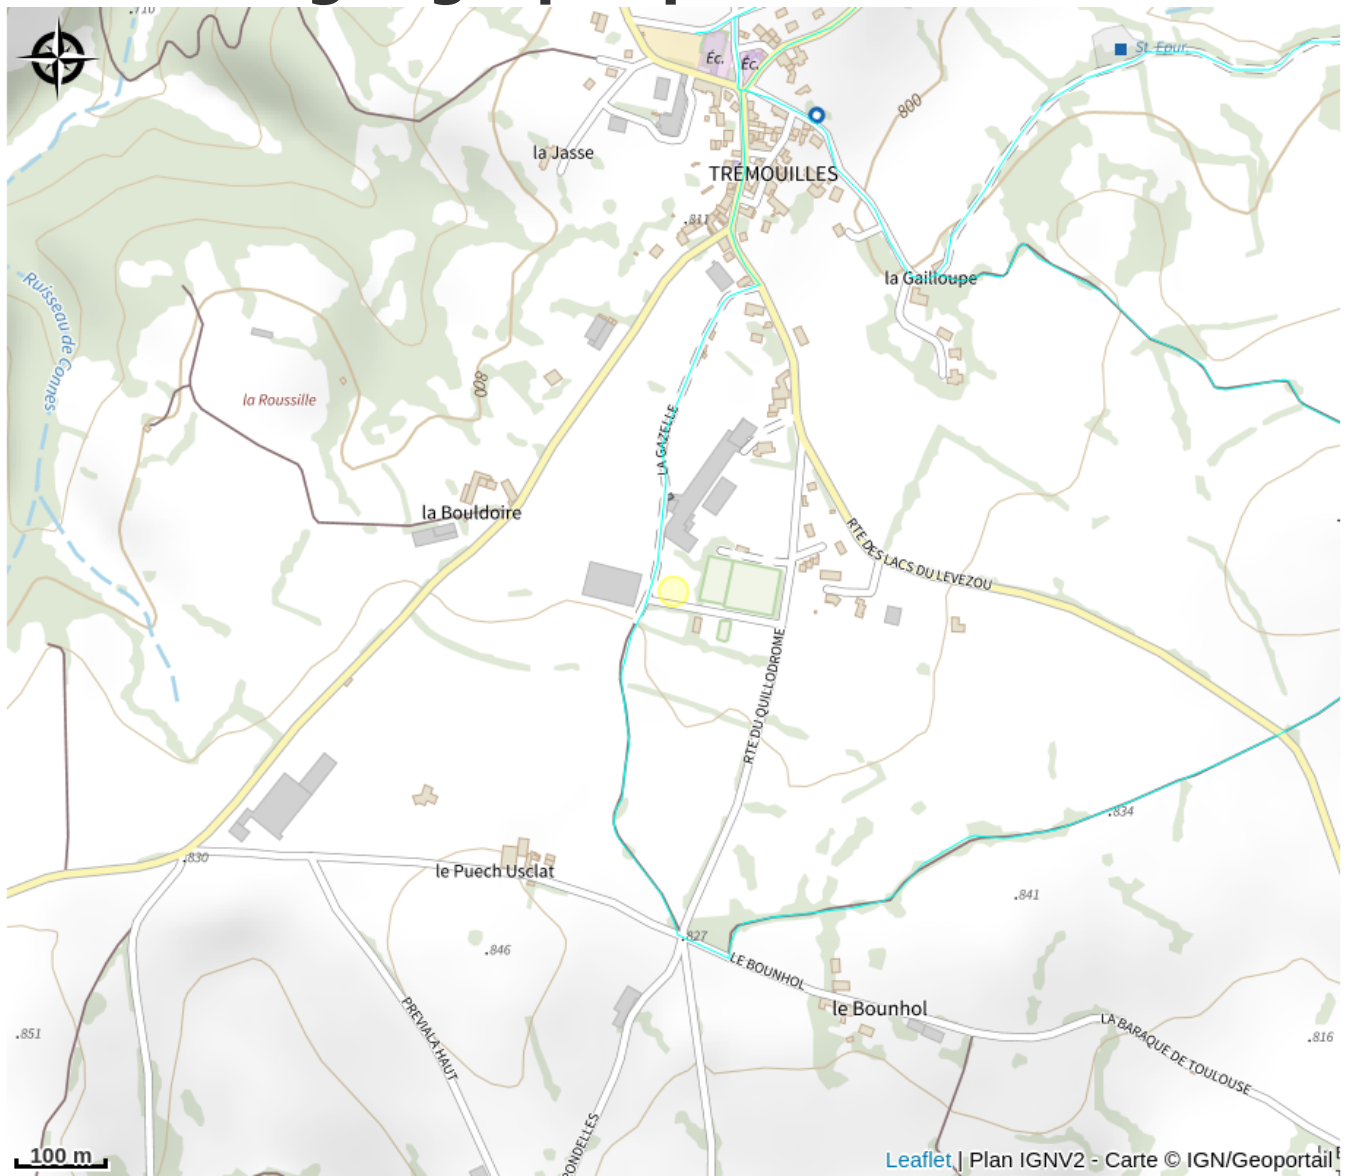 .710
Éc.
Éc.
St. Epur.
800
la Jasse
TRÉMOUILLES
.811
la Gailloupe
Ruisseau de Connes
800
la Roussille
LA GAZELLE
la Bouldoire
RTE DES LACS DU LEVEZOU
RTE DU QUILLODROME
.834
.830
le Puech Usclat
.841
.827
.846
LE BOUNHOL
PREVIALA HAUT
le Bounhol
LA BARAQUE DE TOULOUSE
.851
.816
ONDELLES
100 m
Leaflet | Plan IGNV2 - Carte © IGN/Geoportail